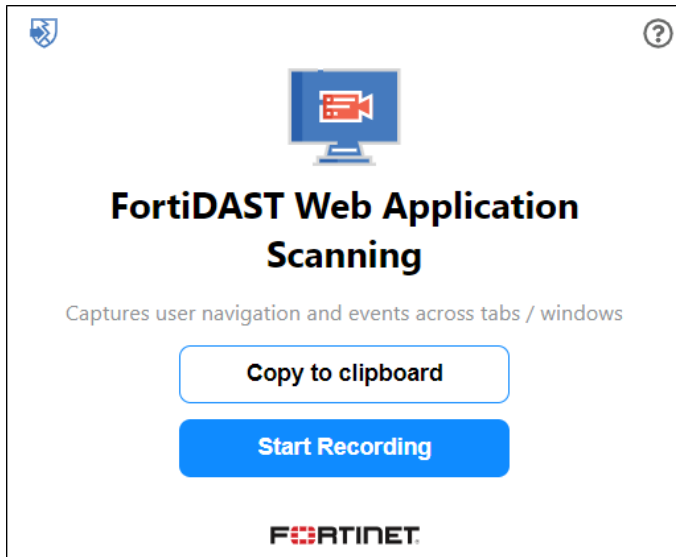 ?
FortiDAST Web Application
Scanning
Captures user navigation and events across tabs / windows
Copy to clipboard
Start Recording
FORTINET